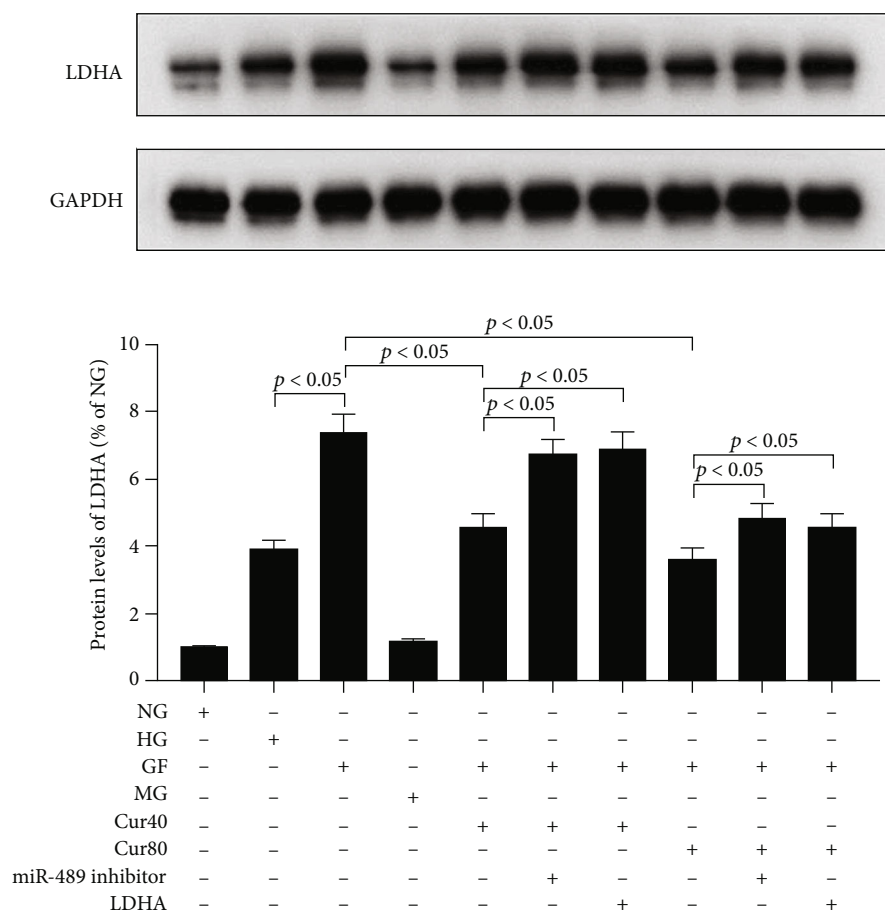 LDHA
GAPDH
Protein levels of LDHA (% of NG)
10
8
6
4
2
0
p < 0.05
p < 0.05
p < 0.05
p < 0.05
p < 0.05
p < 0.05
p < 0.05
NG + – – – – – – – – –
HG – + – – – – – – – –
GF – – + – + + + + + +
MG – – – + – – – – – –
Cur40 – – – – + + + – – –
Cur80 – – – – – – – + + +
miR-489 inhibitor – – – – – + – – + –
LDHA – – – – – – + – – +